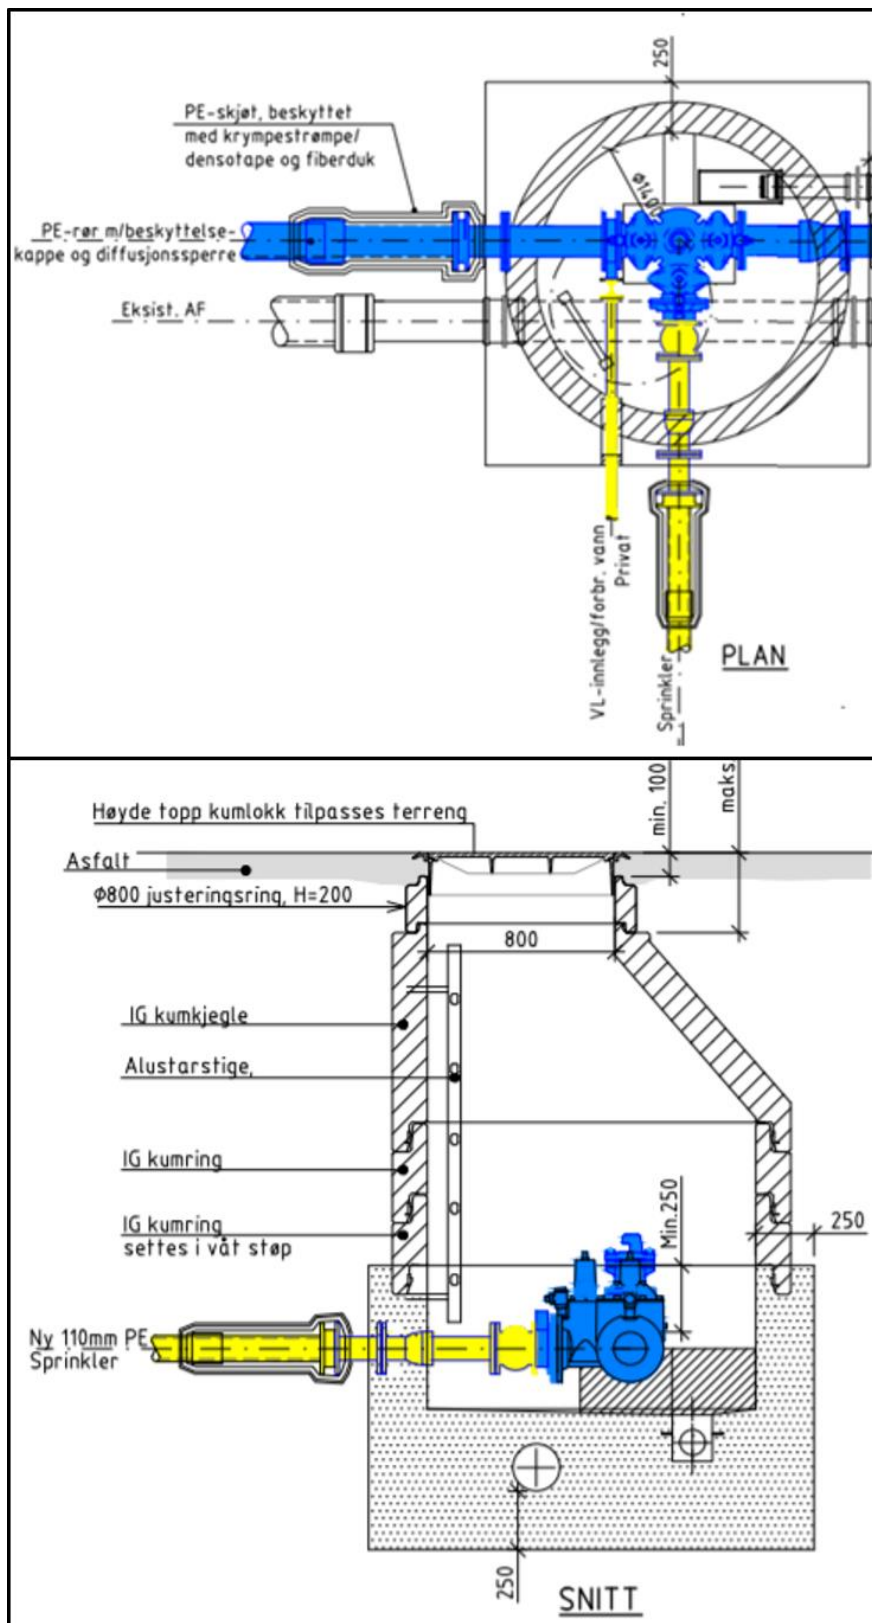 250
PE-skjøt, beskyttet
med krympestrømpe/
densotape og fiberduk
Ø1400
PE-rør m/beskyttelse-
kappe og diffusjonssperre
Eksist. AF
VL-innlegg/forbr. vann
Privat
Sprinkler
PLAN
Høyde topp kumlokk tilpasses terreng
min. 100
maks
Asfalt
Ø800 justeringsring, H=200
800
IG kumkjegle
Alustarstige,
IG kumring
IG kumring
settes i våt støp
Min.250
250
Ny 110mm PE
Sprinkler
250
SNITT